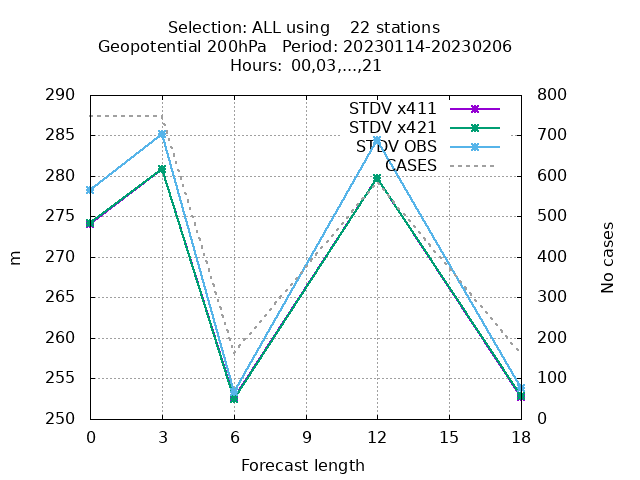 Selection: ALL using    22 stations
Geopotential 200hPa   Period: 20230114-20230206
Hours: 00,03,...,21
STDV x411
STDV x421
STDV OBS
CASES
290
285
280
275
270
265
260
255
250
m
800
700
600
500
400
300
200
100
0
No cases
0 3 6 9 12 15 18
Forecast length